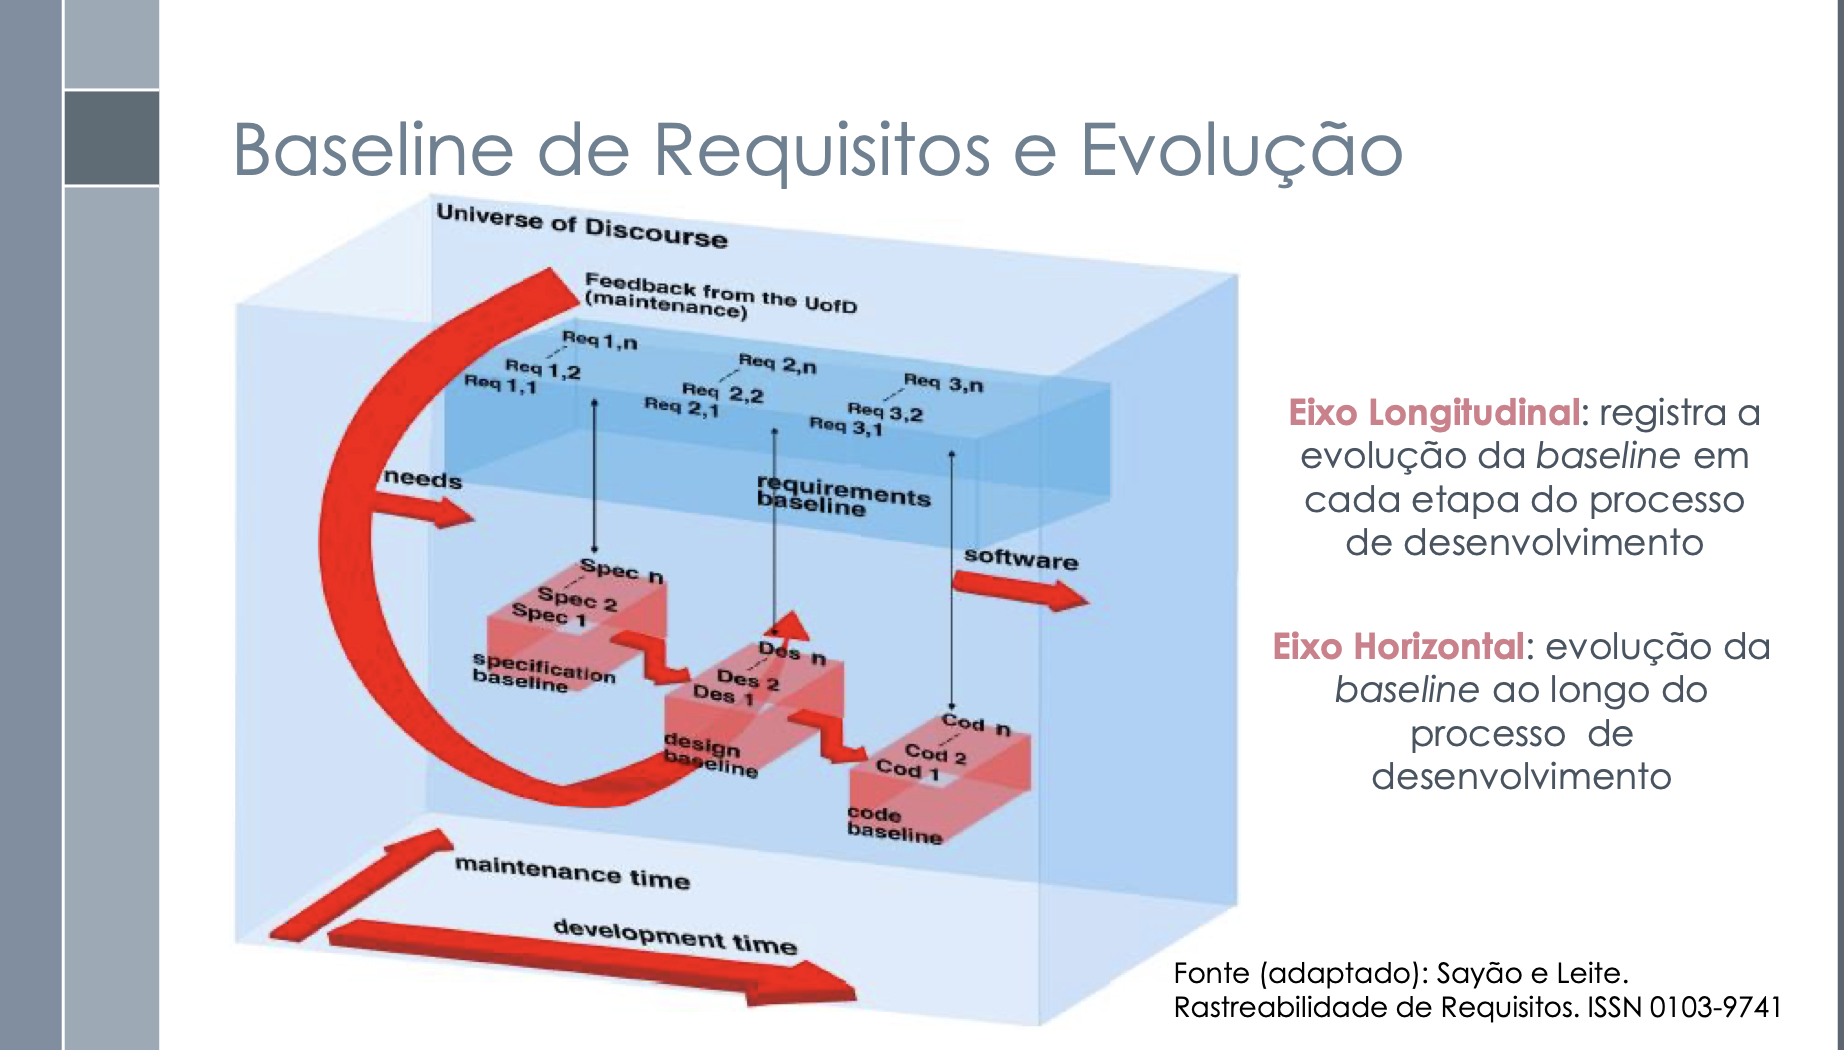 Baseline de Requisitos e Evolução
Universe of Discourse
Feedback from the UofD
(maintenance)
Req 1,n
Req 1,2
Req 1,1
Req 2,n
Req 2,2
Req 2,1
Req 3,n
Req 3,2
Req 3,1
needs
requirements
baseline
software
Spec n
Spec 2
Spec 1
specification
baseline
Des n
Des 2
Des 1
design
baseline
Cod n
Cod 2
Cod 1
code
baseline
maintenance time
development time
Eixo Longitudinal: registra a
evolução da baseline em
cada etapa do processo
de desenvolvimento
Eixo Horizontal: evolução da
baseline ao longo do
processo de
desenvolvimento
Fonte (adaptado): Sayão e Leite.
Rastreabilidade de Requisitos. ISSN 0103-9741